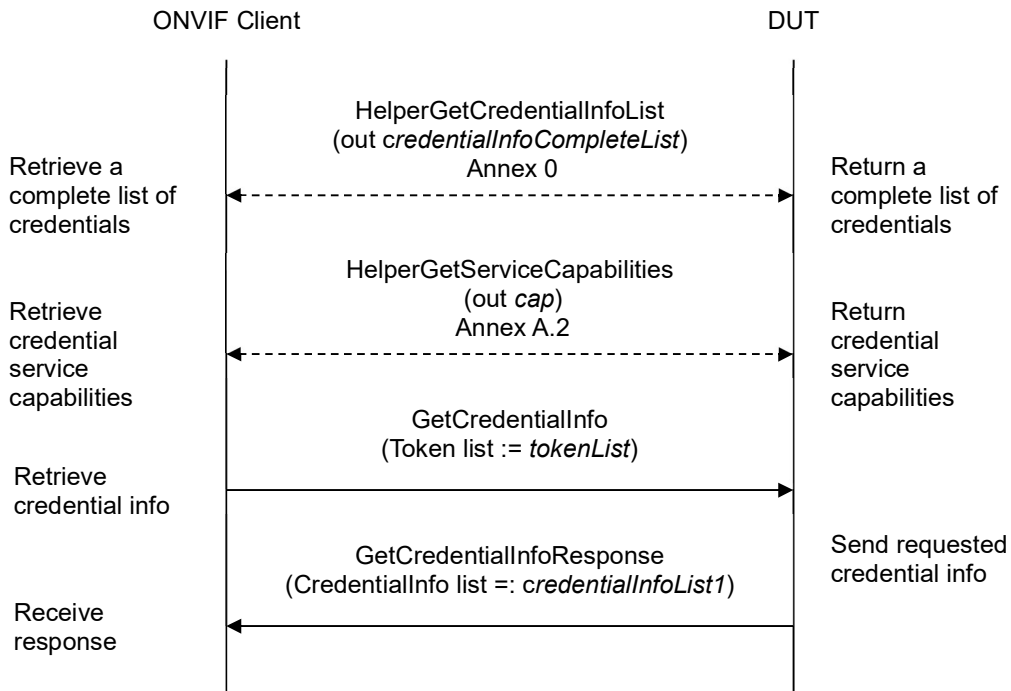 ONVIF Client
DUT
HelperGetCredentialInfoList
(out credentialInfoCompleteList)
Annex 0
Retrieve a
complete list of
credentials
Return a
complete list of
credentials
HelperGetServiceCapabilities
(out cap)
Annex A.2
Retrieve
credential
service
capabilities
Return
credential
service
capabilities
GetCredentialInfo
(Token list := tokenList)
Retrieve
credential info
GetCredentialInfoResponse
(CredentialInfo list =: credentialInfoList1)
Send requested
credential info
Receive
response